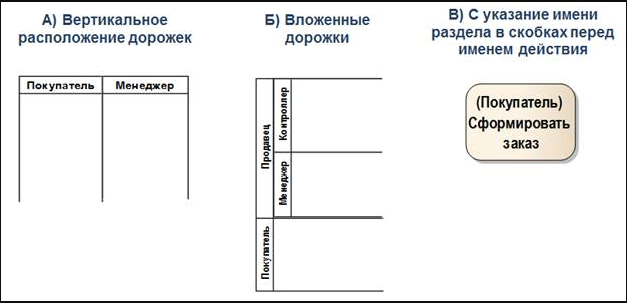 А) Вертикальное
расположение дорожек
Покупатель
Менеджер
Б) Вложенные
дорожки
Продавец
Контроллер
Менеджер
Покупатель
В) С указание имени
раздела в скобках перед
именем действия
(Покупатель)
Сформировать
заказ